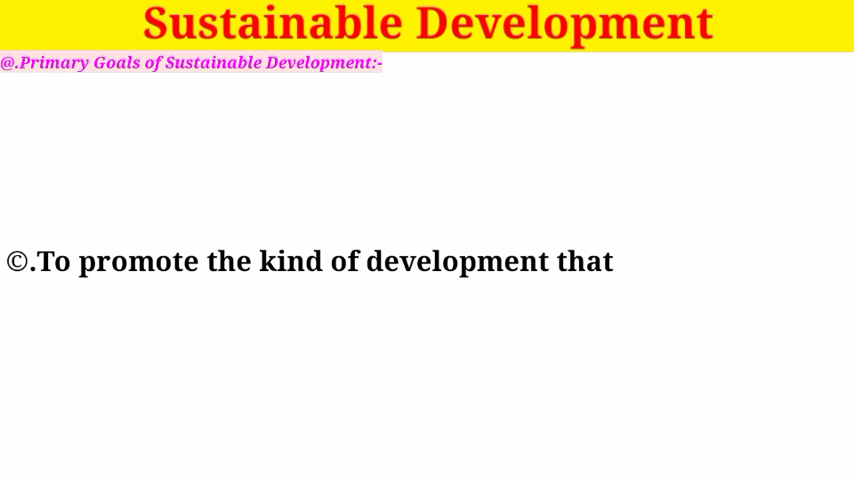 Sustainable Development
@.Primary Goals of Sustainable Development:-
©.To promote the kind of development that